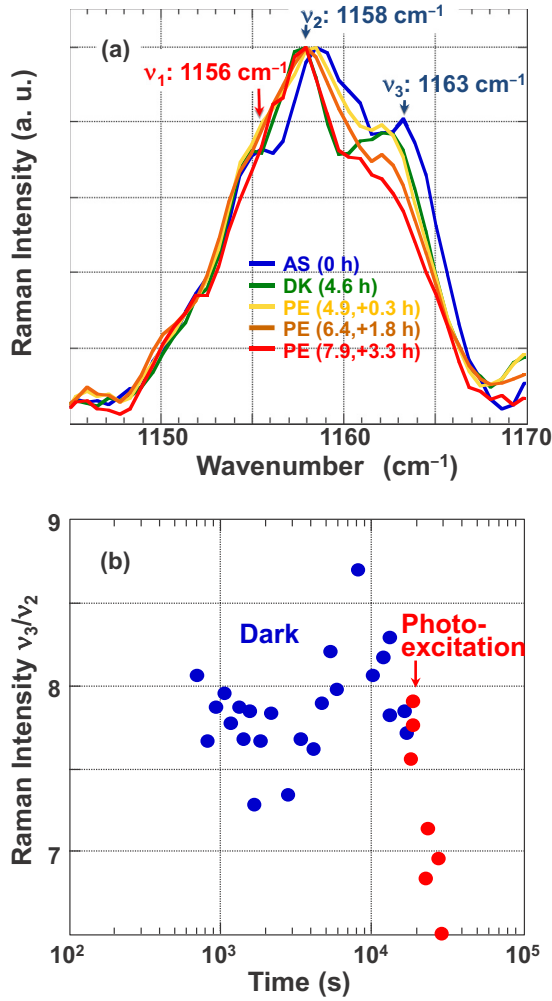 (a)
ν₂: 1158 cm⁻¹
ν₁: 1156 cm⁻¹
ν₃: 1163 cm⁻¹
Raman Intensity (a. u.)
AS (0 h)
DK (4.6 h)
PE (4.9,+0.3 h)
PE (6.4,+1.8 h)
PE (7.9,+3.3 h)
1150 1160 1170
Wavenumber (cm⁻¹)
(b)
Raman Intensity ν₃/ν₂
9
8
7
Dark
Photo-
excitation
10² 10³ 10⁴ 10⁵
Time (s)